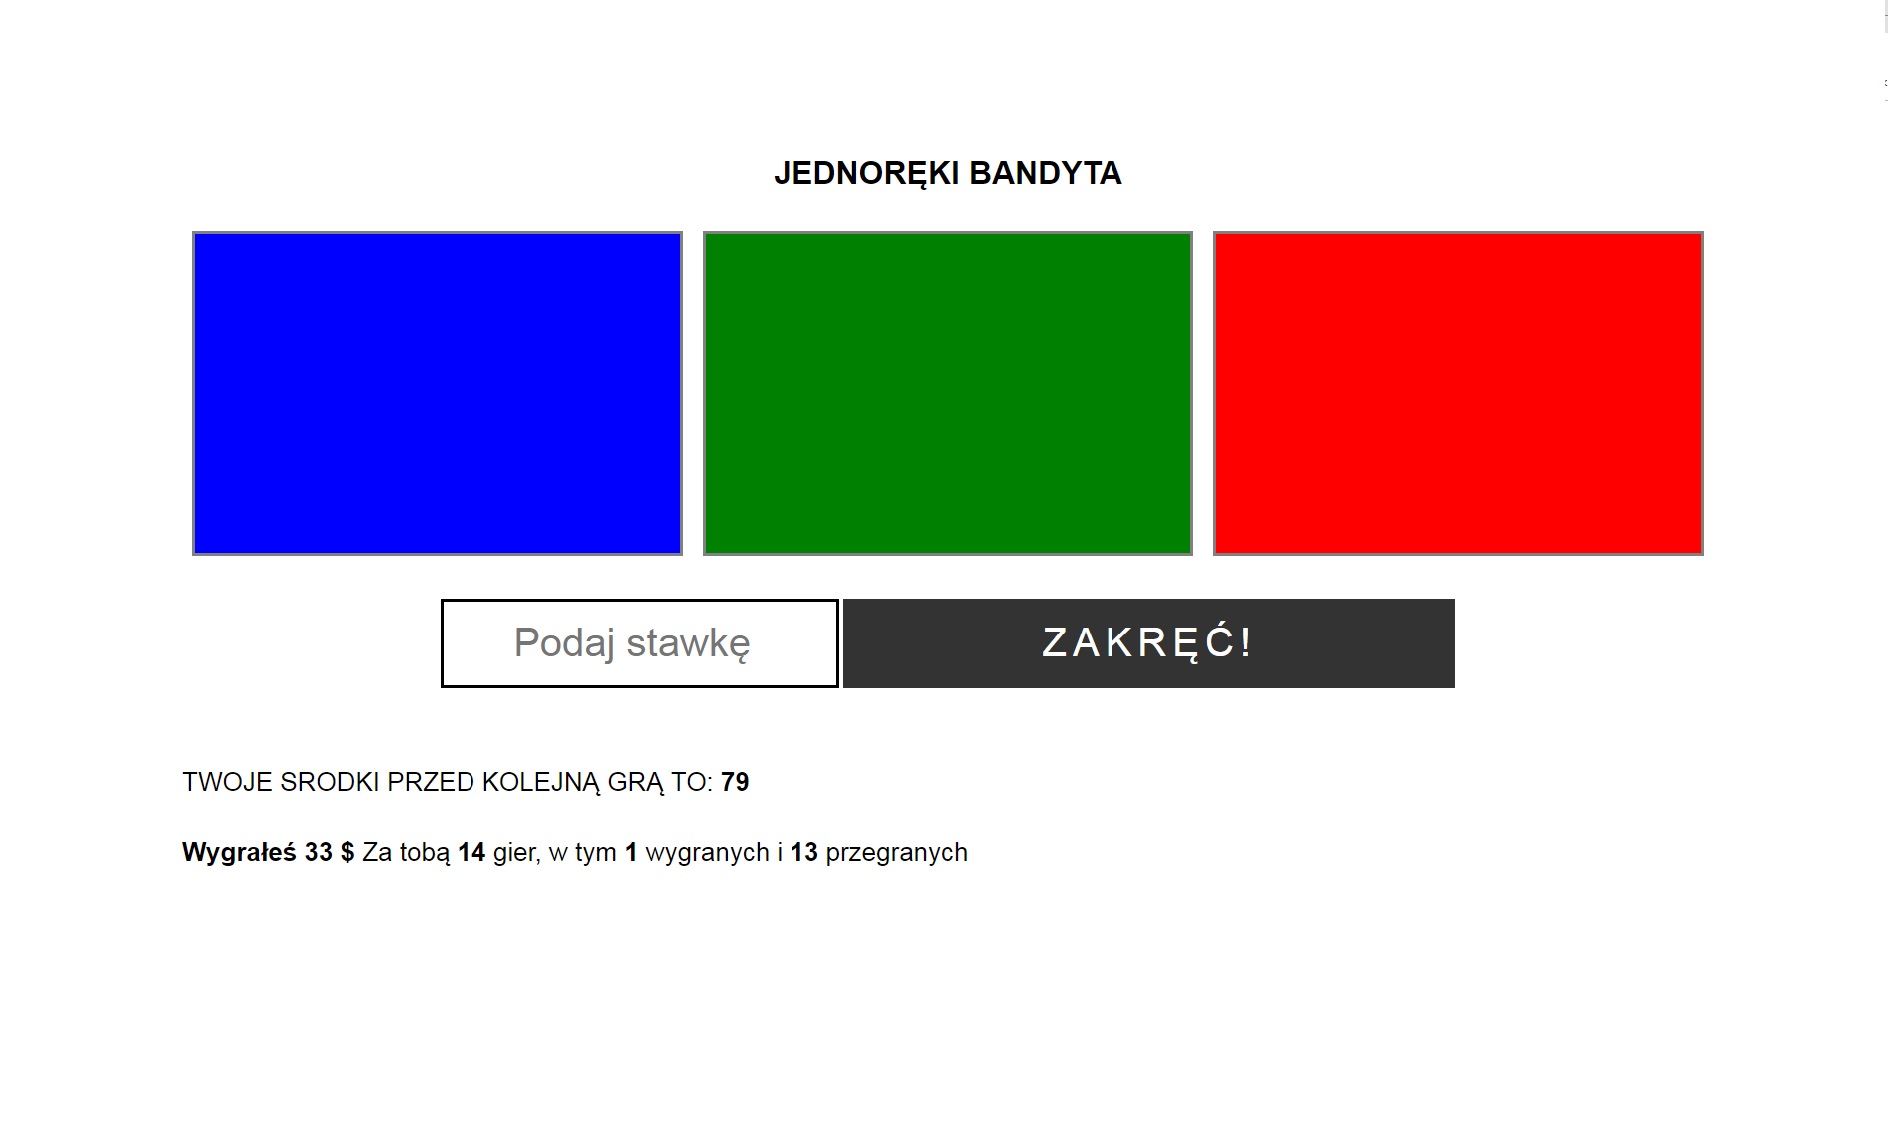 JEDNORĘKI BANDYTA
Podaj stawkę
ZAKRĘĆ!
TWOJE SRODKI PRZED KOLEJNĄ GRĄ TO: 79
Wygrałeś 33 $ Za tobą 14 gier, w tym 1 wygranych i 13 przegranych